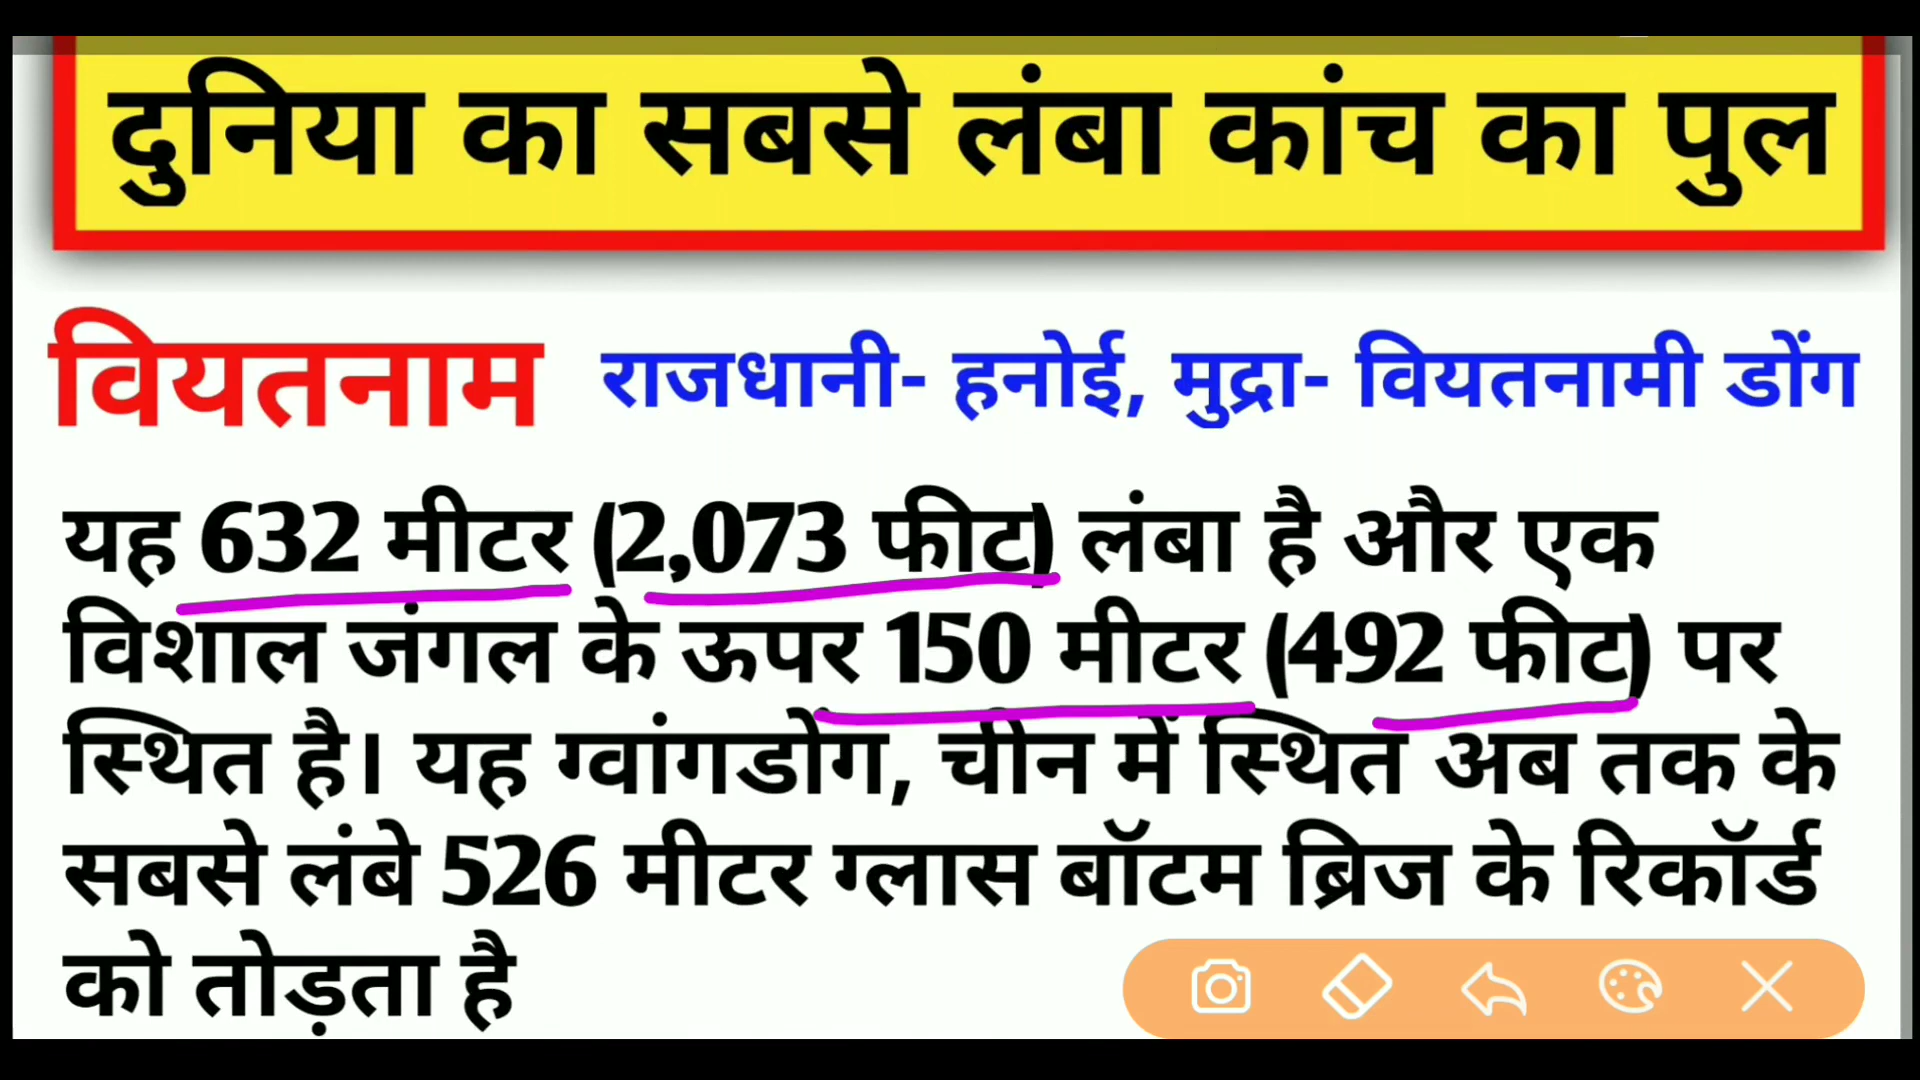 दुनिया का सबसे लंबा कांच का पुल
वियतनाम राजधानी- हनोई, मुद्रा- वियतनामी डोंग
यह 632 मीटर (2,073 फीट) लंबा है और एक
विशाल जंगल के ऊपर 150 मीटर (492 फीट) पर
स्थित है। यह ग्वांगडोंग, चीन में स्थित अब तक के
सबसे लंबे 526 मीटर ग्लास बॉटम ब्रिज के रिकॉर्ड
को तोड़ता है